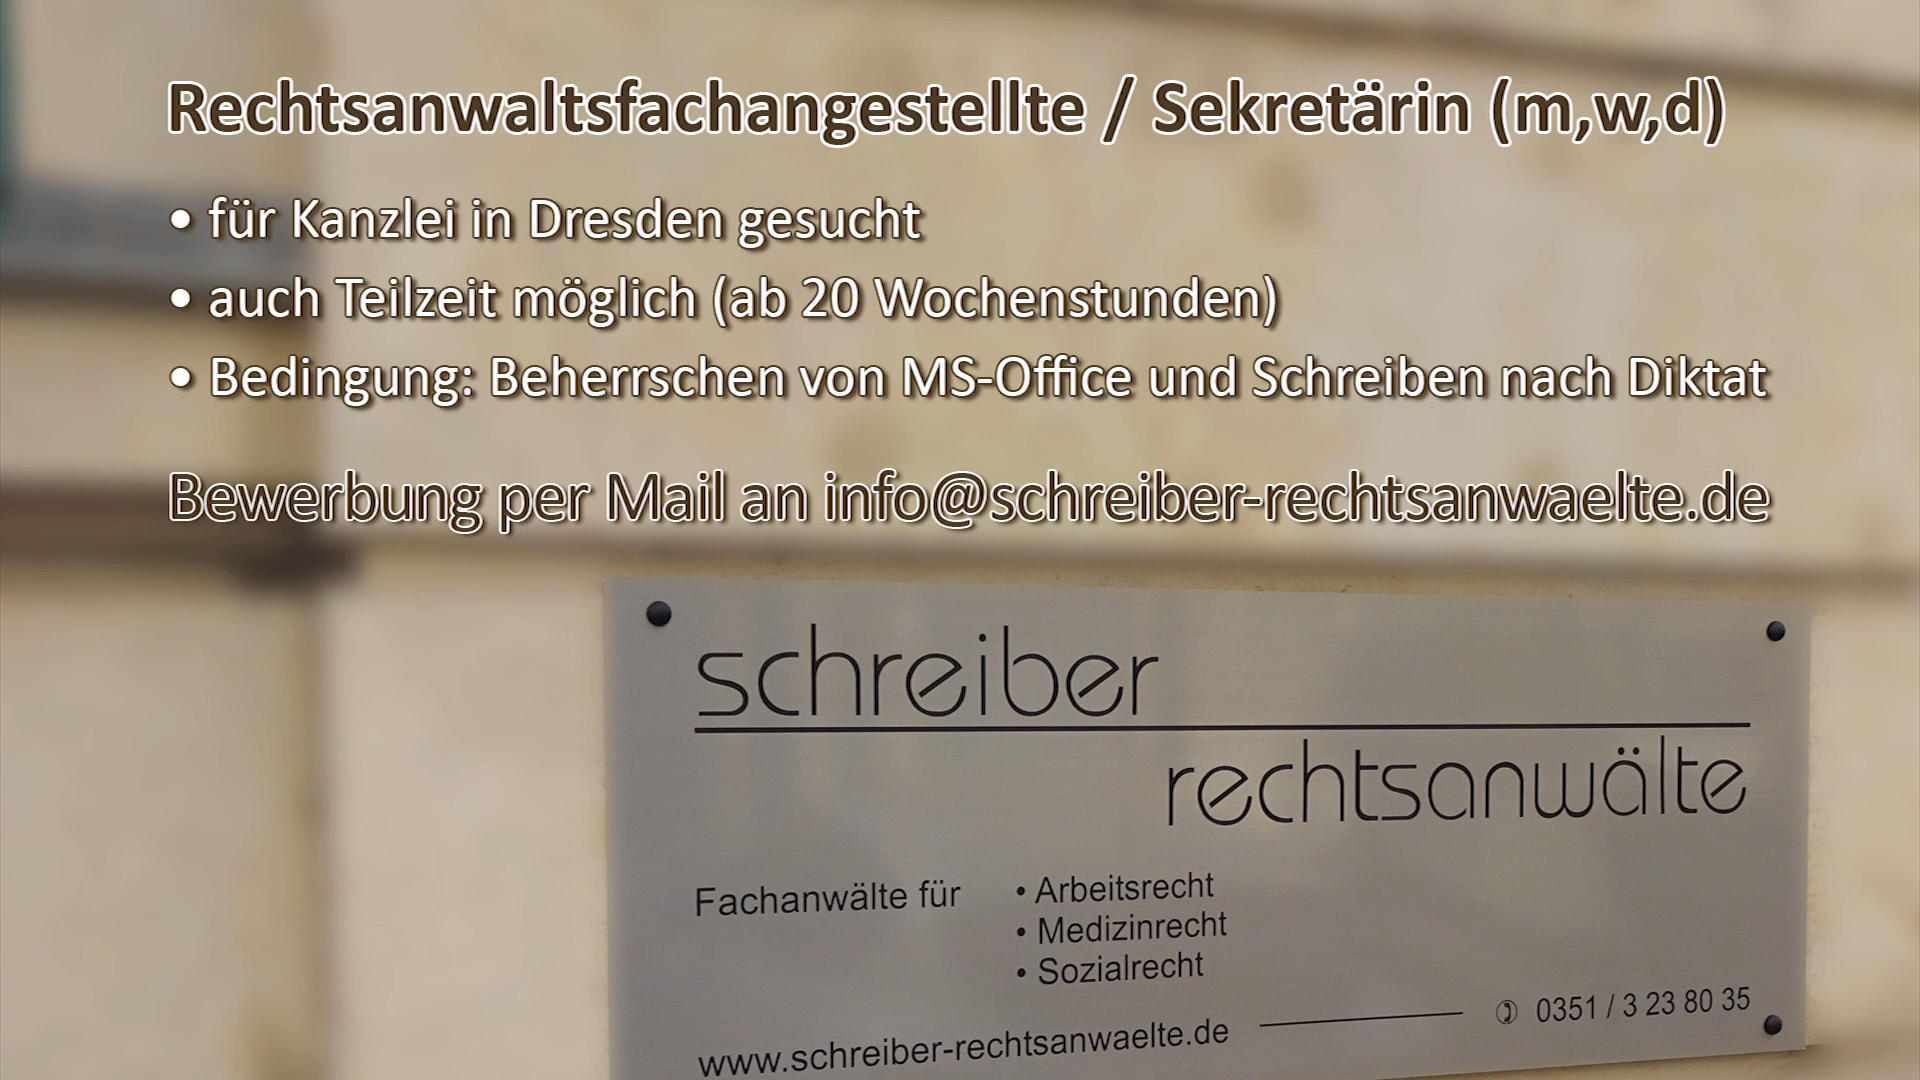 Rechtsanwaltsfachangestellte / Sekretärin (m,w,d)
• für Kanzlei in Dresden gesucht
• auch Teilzeit möglich (ab 20 Wochenstunden)
• Bedingung: Beherrschen von MS-Office und Schreiben nach Diktat
Bewerbung per Mail an info@schreiber-rechtsanwaelte.de
schreiber
rechtsanwälte
Fachanwälte für • Arbeitsrecht
• Medizinrecht
• Sozialrecht
www.schreiber-rechtsanwaelte.de ✆ 0351 / 3 23 80 35